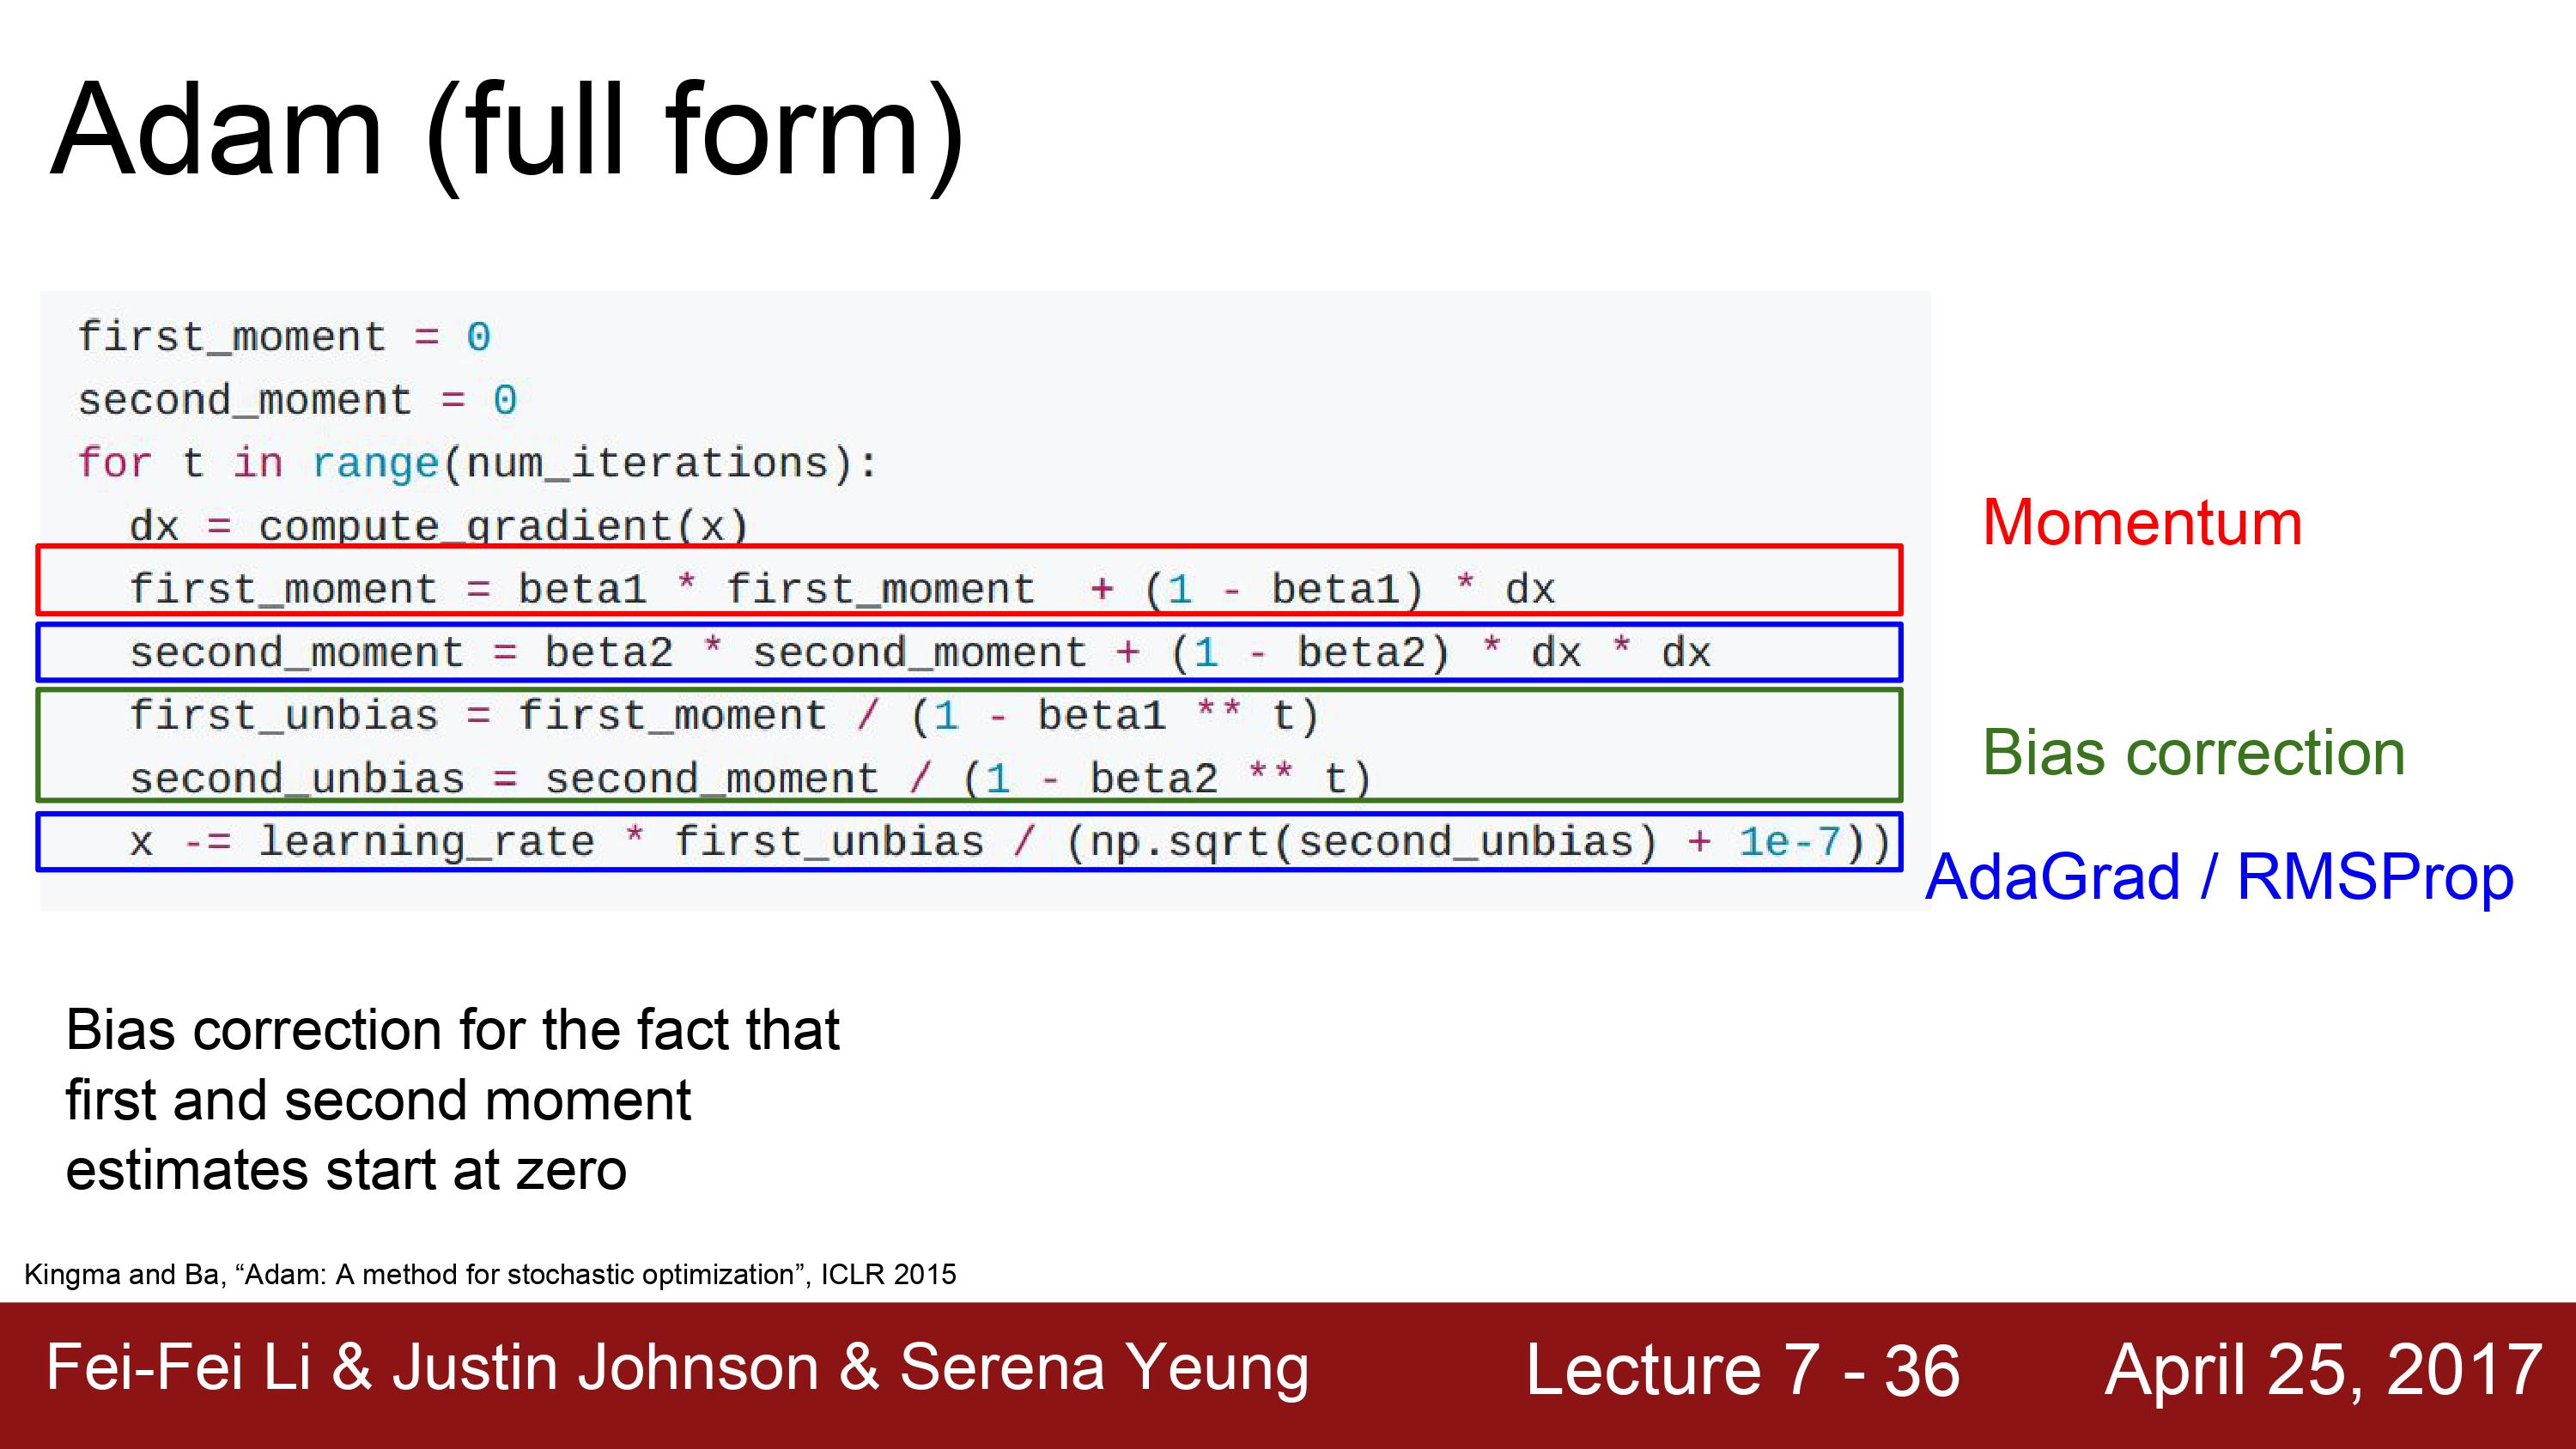 Adam (full form)
first_moment = 0
second_moment = 0
for t in range(num_iterations):
  dx = compute_gradient(x)
  first_moment = beta1 * first_moment  + (1 - beta1) * dx
  second_moment = beta2 * second_moment + (1 - beta2) * dx * dx
  first_unbias = first_moment / (1 - beta1 ** t)
  second_unbias = second_moment / (1 - beta2 ** t)
  x -= learning_rate * first_unbias / (np.sqrt(second_unbias) + 1e-7))
Momentum
Bias correction
AdaGrad / RMSProp
Bias correction for the fact that
first and second moment
estimates start at zero
Kingma and Ba, “Adam: A method for stochastic optimization”, ICLR 2015
Fei-Fei Li & Justin Johnson & Serena Yeung
Lecture 7 - 36
April 25, 2017